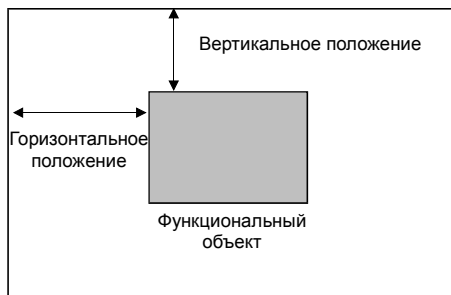 Вертикальное положение
Горизонтальное
положение
Функциональный
объект